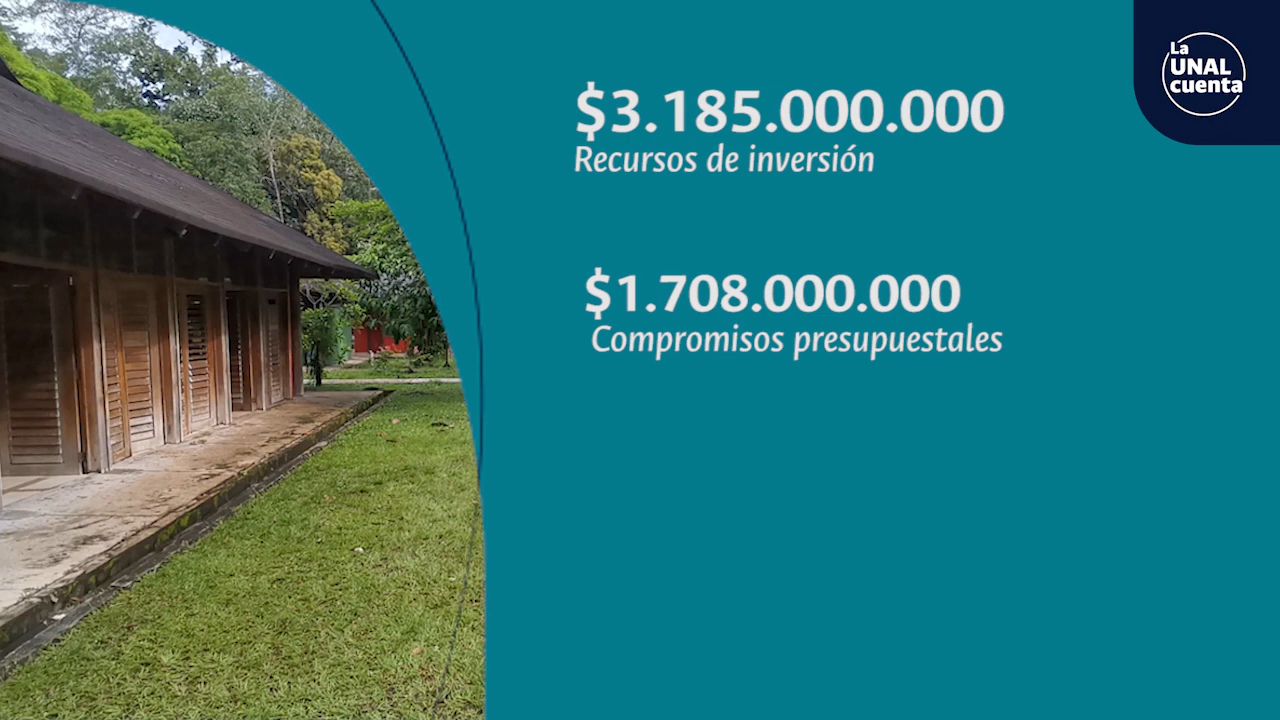 $3.185.000.000
Recursos de inversión
$1.708.000.000
Compromisos presupuestales
La
UNAL
cuenta